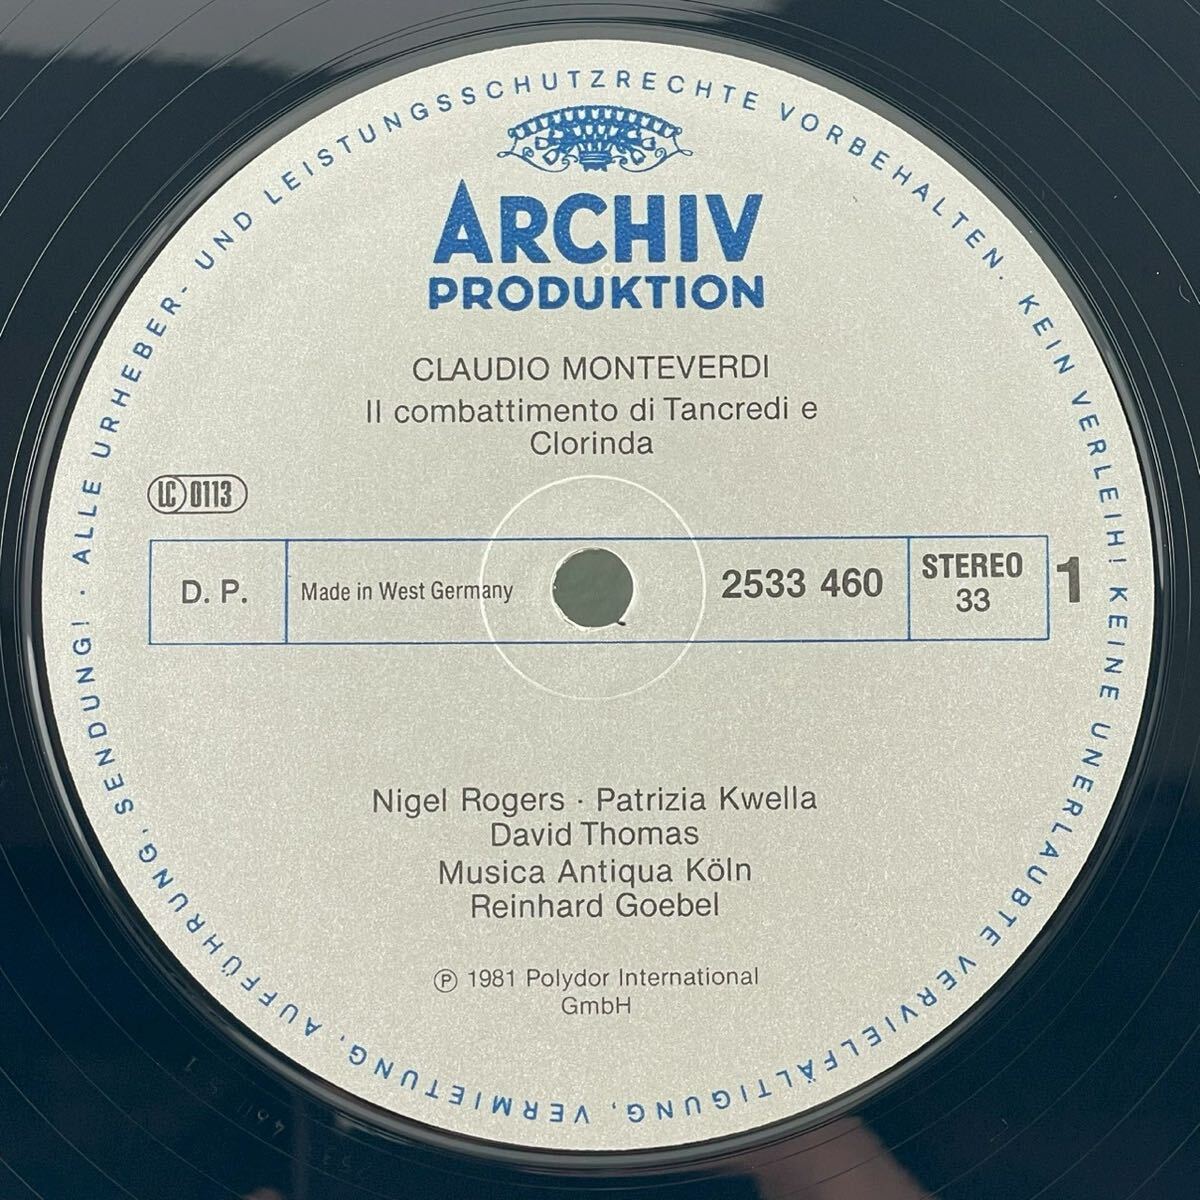 ALLE URHEBER- UND LEISTUNGSSCHUTZRECHTE VORBEHALTEN. KEIN VERLEIH! KEINE UNERLAUBTE VERVIELFÄLTIGUNG, VERMIETUNG, AUFFÜHRUNG, SENDUNG! ·
ARCHIV
PRODUKTION
CLAUDIO MONTEVERDI
Il combattimento di Tancredi e
Clorinda
LC 0113
D. P.
Made in West Germany
2533 460
STEREO
33
1
Nigel Rogers · Patrizia Kwella
David Thomas
Musica Antiqua Köln
Reinhard Goebel
℗ 1981 Polydor International
GmbH